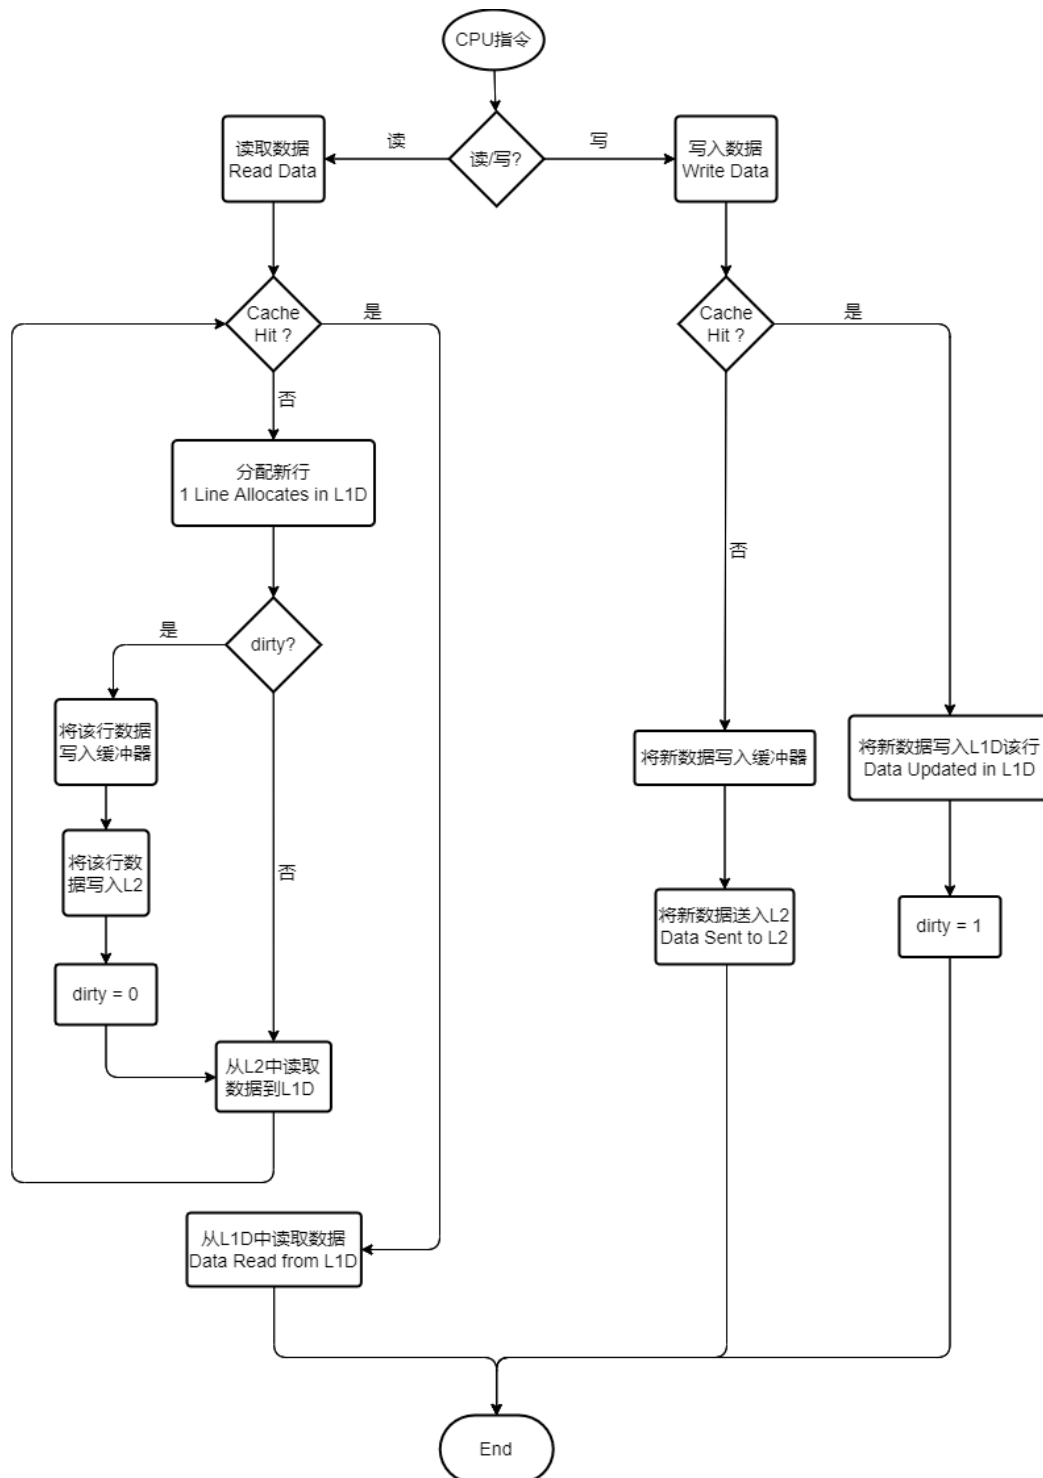 CPU指令
读/写?
读
写
读取数据
Read Data
写入数据
Write Data
Cache
Hit ?
是
Cache
Hit ?
是
否
分配新行
1 Line Allocates in L1D
否
dirty?
是
将该行数据
写入缓冲器
将新数据写入缓冲器
将新数据写入L1D该行
Data Updated in L1D
将该行数
据写入L2
否
将新数据送入L2
Data Sent to L2
dirty = 1
dirty = 0
从L2中读取
数据到L1D
从L1D中读取数据
Data Read from L1D
End